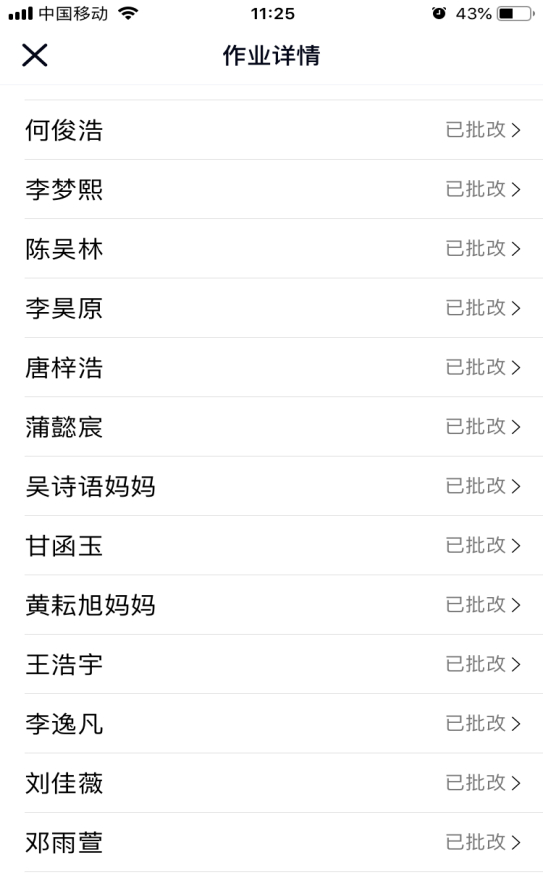 中国移动 11:25 43%
作业详情
何俊浩 已批改
李梦熙 已批改
陈吴林 已批改
李昊原 已批改
唐梓浩 已批改
蒲懿宸 已批改
吴诗语妈妈 已批改
甘函玉 已批改
黄耘旭妈妈 已批改
王浩宇 已批改
李逸凡 已批改
刘佳薇 已批改
邓雨萱 已批改